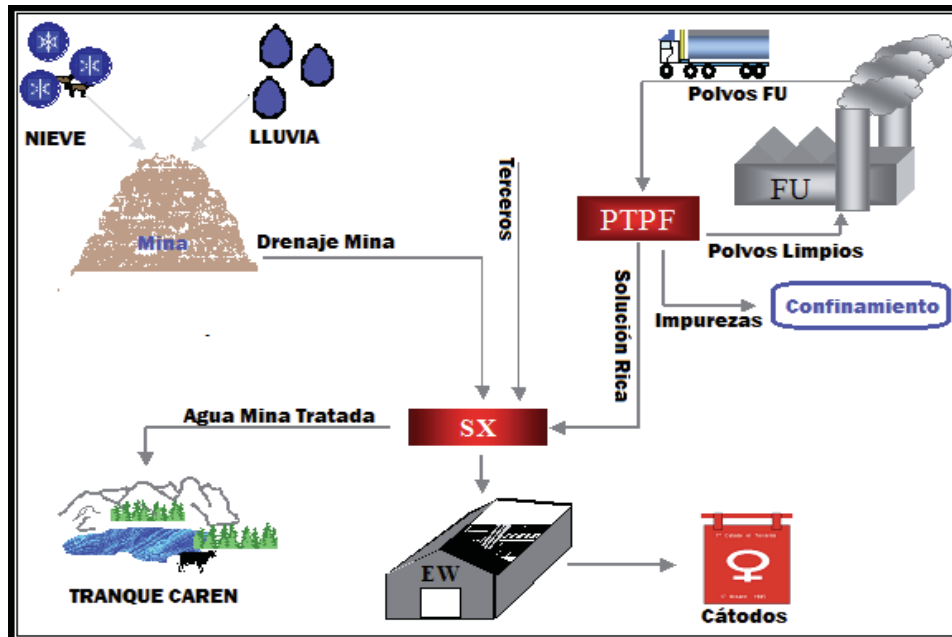 NIEVE
LLUVIA
Polvos FU
Terceros
FU
PTPF
Mina
Drenaje Mina
Polvos Limpios
Solución Rica
Impurezas
Confinamiento
Agua Mina Tratada
SX
EW
TRANQUE CAREN
Cátodos